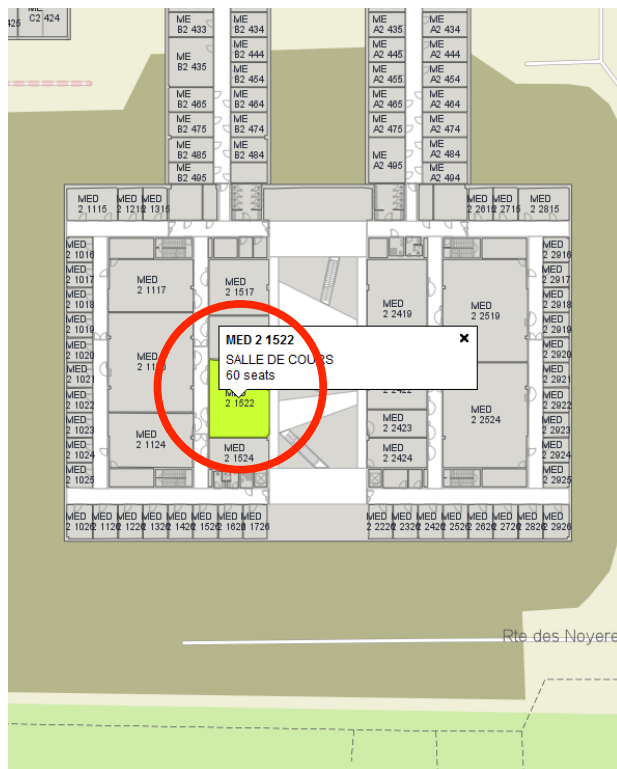 425
ME
C2 424
ME
B2 433
ME
B2 434
ME
A2 435
ME
A2 434
ME
B2 435
ME
B2 444
ME
A2 445
ME
A2 444
ME
B2 454
ME
A2 455
ME
A2 454
ME
B2 465
ME
B2 464
ME
A2 465
ME
A2 464
ME
B2 475
ME
B2 474
ME
A2 475
ME
A2 474
ME
B2 485
ME
B2 484
ME
A2 495
ME
A2 484
ME
B2 495
ME
A2 494
MED
2 1115
MED
2 1215
MED
2 1315
MED
2 2615
MED
2 2715
MED
2 2815
MED
2 1016
MED
2 1017
MED
2 1018
MED
2 1019
MED
2 1020
MED
2 1021
MED
2 1022
MED
2 1023
MED
2 1024
MED
2 1025
MED
2 1117
MED
2 1124
MED
2 1517
MED 2 1522
SALLE DE COURS
60 seats
2 1522
MED
2 1524
MED
2 2419
2 2422
MED
2 2423
MED
2 2424
MED
2 2519
MED
2 2524
MED
2 2916
MED
2 2917
MED
2 2918
MED
2 2919
MED
2 2920
MED
2 2921
MED
2 2922
MED
2 2923
MED
2 2924
MED
2 2925
MED
2 1026
MED
2 1126
MED
2 1226
MED
2 1326
MED
2 1426
MED
2 1526
MED
2 1626
MED
2 1726
MED
2 2226
MED
2 2326
MED
2 2426
MED
2 2526
MED
2 2626
MED
2 2726
MED
2 2826
MED
2 2926
Rte des Noyere